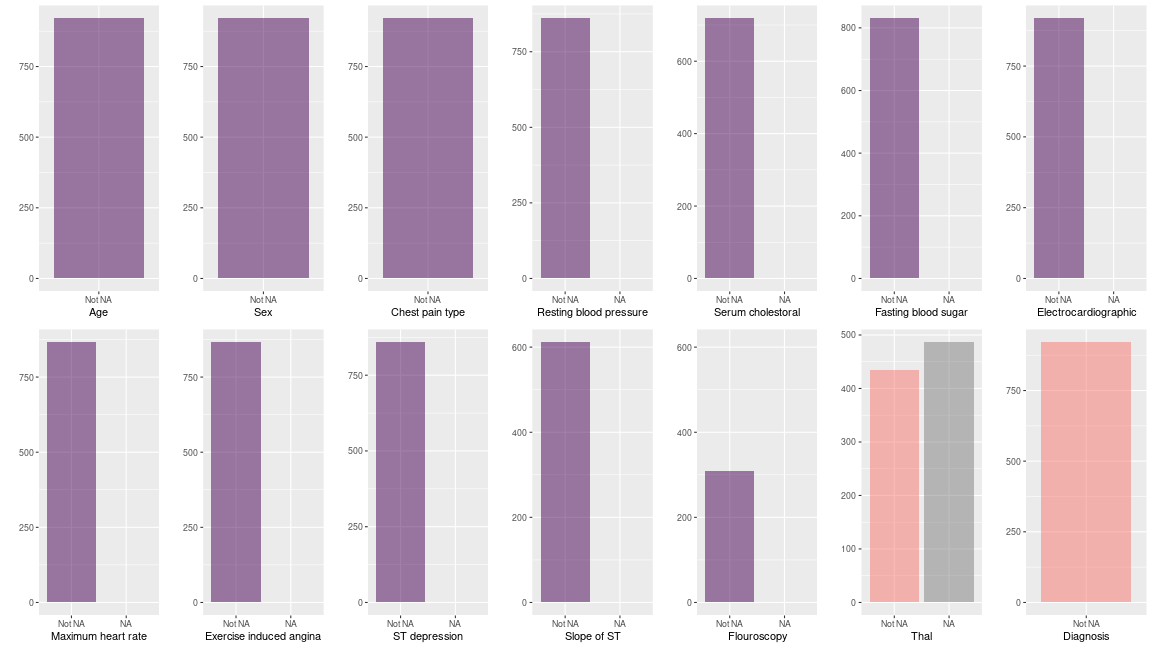 750
500
250
0
Not NA
Age
750
500
250
0
Not NA
Sex
750
500
250
0
Not NA
Chest pain type
750
500
250
0
Not NA NA
Resting blood pressure
600
400
200
0
Not NA NA
Serum cholestoral
800
600
400
200
0
Not NA NA
Fasting blood sugar
750
500
250
0
Not NA NA
Electrocardiographic
750
500
250
0
Not NA NA
Maximum heart rate
750
500
250
0
Not NA NA
Exercise induced angina
750
500
250
0
Not NA NA
ST depression
600
400
200
0
Not NA NA
Slope of ST
600
400
200
0
Not NA NA
Flouroscopy
500
400
300
200
100
0
Not NA NA
Thal
750
500
250
0
Not NA
Diagnosis